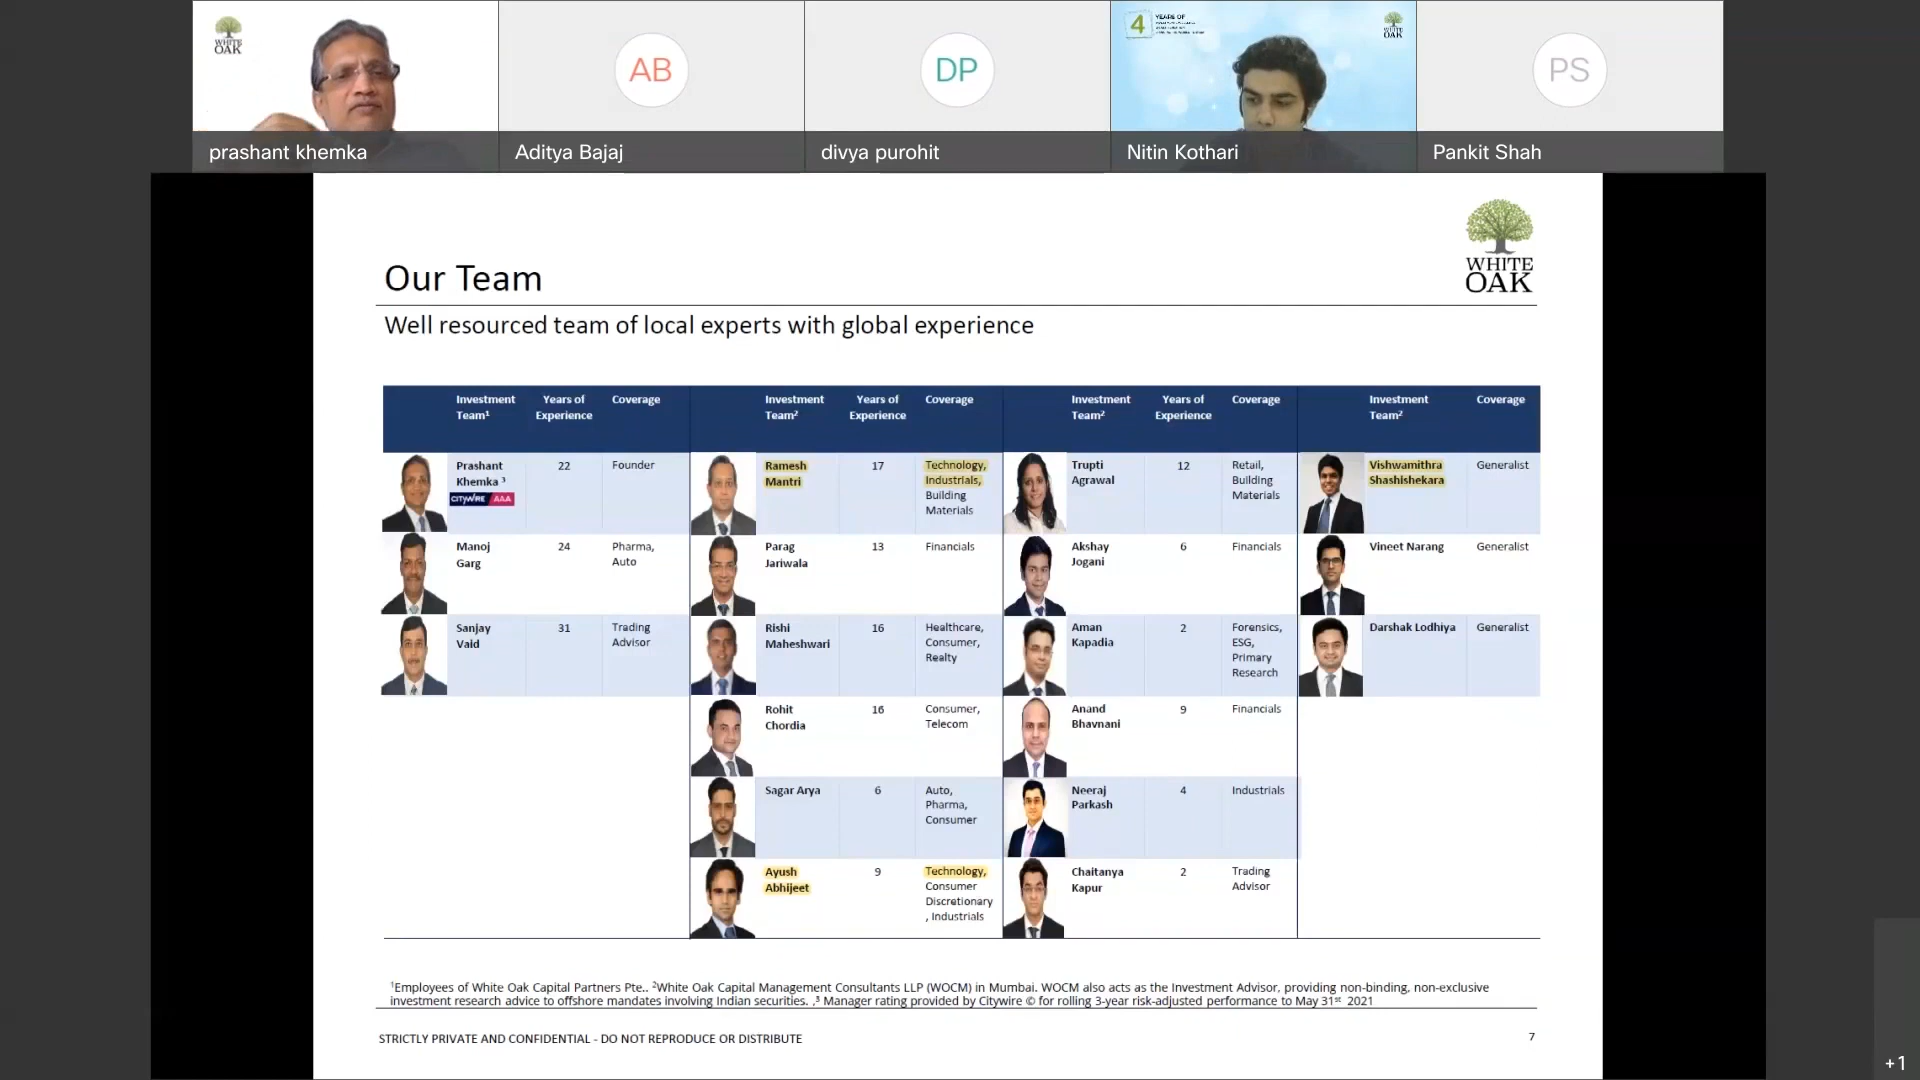 WHITE
OAK
prashant khemka
AB
Aditya Bajaj
DP
divya purohit
4 YEARS OF
WHITE
OAK
Nitin Kothari
PS
Pankit Shah
WHITE
OAK
Our Team
Well resourced team of local experts with global experience
Investment Team¹ Years of Experience Coverage
Prashant Khemka ³ 22 Founder
CITYWIRE AAA
Manoj Garg 24 Pharma, Auto
Sanjay Vaid 31 Trading Advisor
Investment Team² Years of Experience Coverage
Ramesh Mantri 17 Technology, Industrials, Building Materials
Parag Jariwala 13 Financials
Rishi Maheshwari 16 Healthcare, Consumer, Realty
Rohit Chordia 16 Consumer, Telecom
Sagar Arya 6 Auto, Pharma, Consumer
Ayush Abhijeet 9 Technology, Consumer Discretionary , Industrials
Investment Team² Years of Experience Coverage
Trupti Agrawal 12 Retail, Building Materials
Akshay Jogani 6 Financials
Aman Kapadia 2 Forensics, ESG, Primary Research
Anand Bhavnani 9 Financials
Neeraj Parkash 4 Industrials
Chaitanya Kapur 2 Trading Advisor
Investment Team² Coverage
Vishwamithra Shashishekara Generalist
Vineet Narang Generalist
Darshak Lodhiya Generalist
¹Employees of White Oak Capital Partners Pte.. ²White Oak Capital Management Consultants LLP (WOCM) in Mumbai. WOCM also acts as the Investment Advisor, providing non-binding, non-exclusive
investment research advice to offshore mandates involving Indian securities. ,³ Manager rating provided by Citywire © for rolling 3-year risk-adjusted performance to May 31st 2021
STRICTLY PRIVATE AND CONFIDENTIAL - DO NOT REPRODUCE OR DISTRIBUTE
7
+1